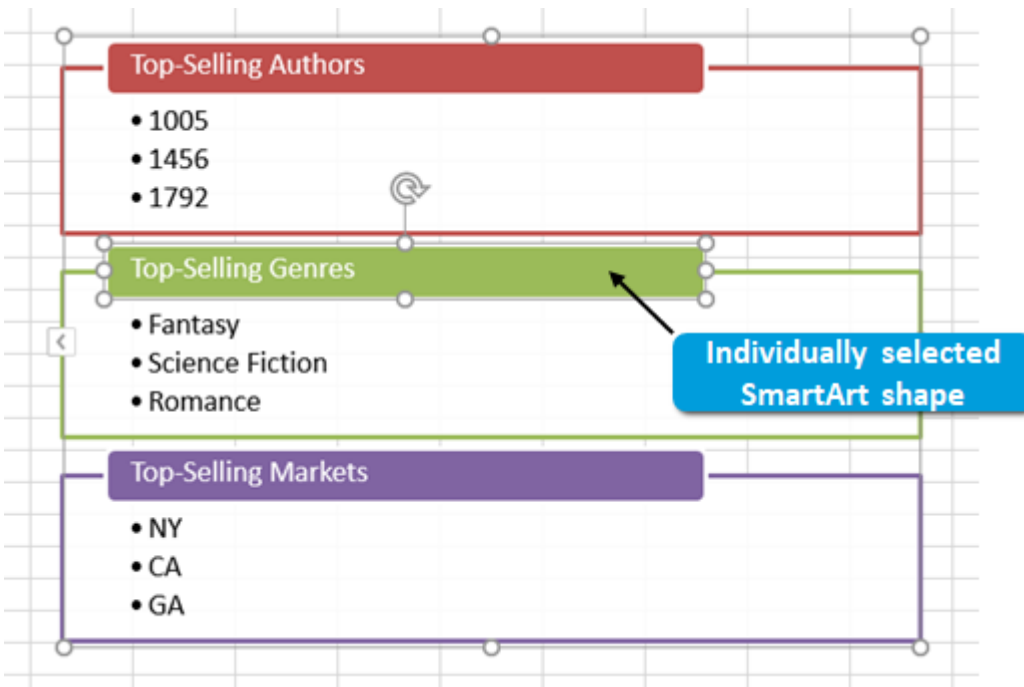 Top-Selling Authors
• 1005
• 1456
• 1792
Top-Selling Genres
• Fantasy
• Science Fiction
• Romance
Individually selected
SmartArt shape
Top-Selling Markets
• NY
• CA
• GA